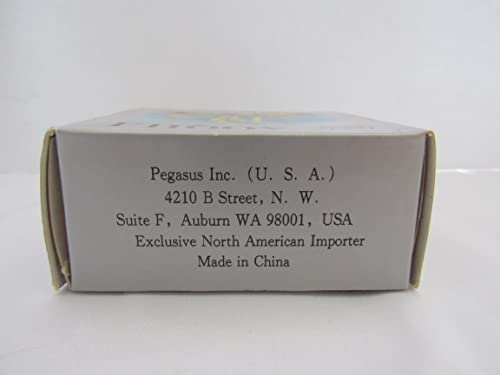 Pegasus Inc. (U. S. A.)
4210 B Street, N. W.
Suite F, Auburn WA 98001, USA
Exclusive North American Importer
Made in China